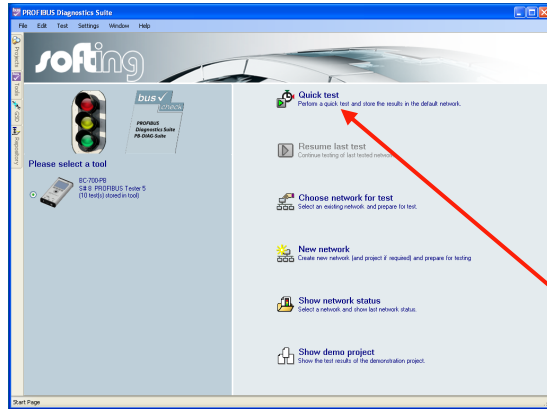 PROFIBUS Diagnostics Suite
File Edit Test Settings Window Help
Projects
Tools
GSD
Repository
softing
bus✓
check
PROFIBUS
Diagnostics Suite
PB-DIAG-Suite
Please select a tool
BC-700-PB
S# 8 PROFIBUS Tester 5
(10 test(s) stored in tool)
Quick test
Perform a quick test and store the results in the default network.
Resume last test
Continue testing of last tested network
Choose network for test
Select an existing network and prepare for test.
New network
Create new network (and project if required) and prepare for testing
Show network status
Select a network and show last network status.
Show demo project
Show the test results of the demonstration project.
Start Page